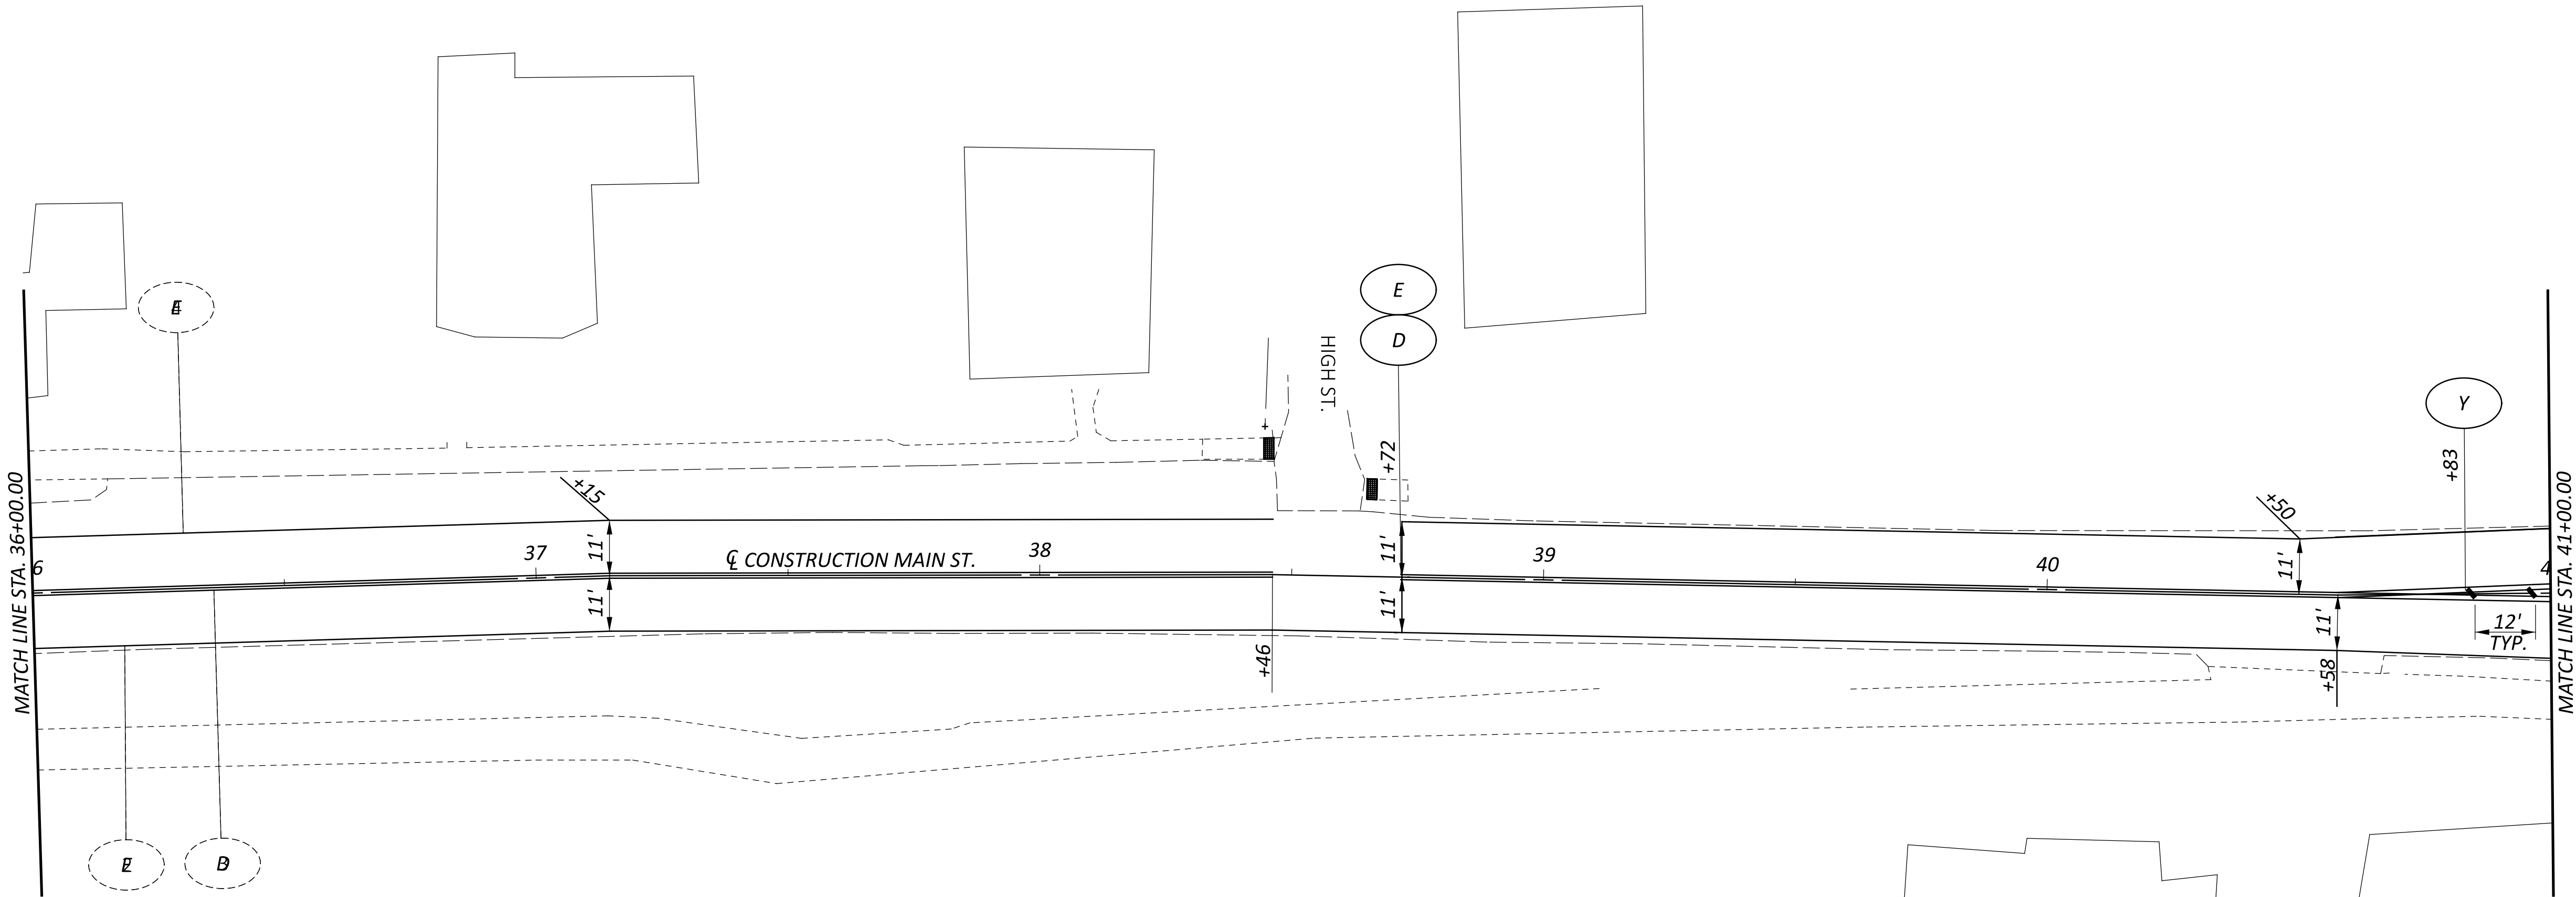 MATCH LINE STA. 36+00.00
6
37
+15
11'
11'
℄ CONSTRUCTION MAIN ST.
38
+46
HIGH ST.
E
D
+72
11'
11'
39
40
+50
11'
11'
+58
Y
+83
12'
TYP.
4
MATCH LINE STA. 41+00.00